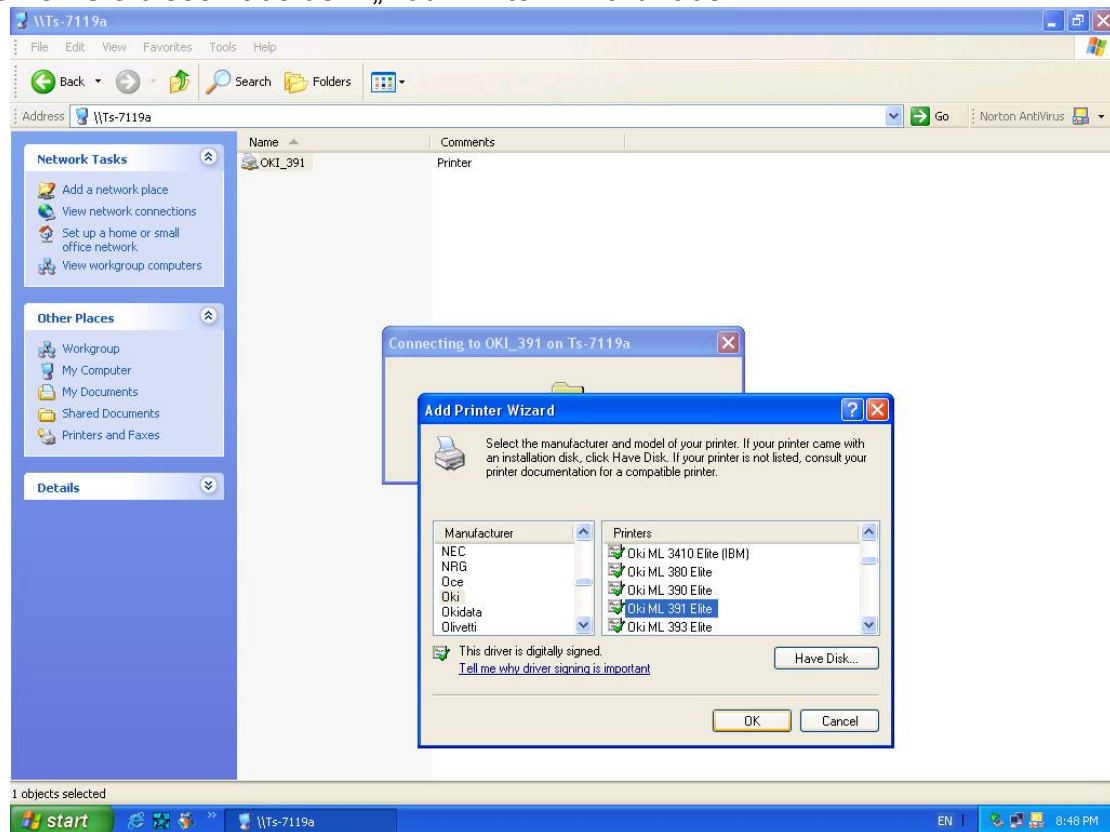 \\Ts-7119a
File Edit View Favorites Tools Help
Back Search Folders
Address \\Ts-7119a Go Norton AntiVirus
Name Comments
Network Tasks
OKI_391 Printer
Add a network place
View network connections
Set up a home or small
office network
View workgroup computers
Other Places
Workgroup
My Computer
My Documents
Shared Documents
Printers and Faxes
Details
Connecting to OKI_391 on Ts-7119a
Add Printer Wizard
Select the manufacturer and model of your printer. If your printer came with
an installation disk, click Have Disk. If your printer is not listed, consult your
printer documentation for a compatible printer.
Manufacturer
NEC
NRG
Oce
Oki
Okidata
Olivetti
Printers
Oki ML 3410 Elite (IBM)
Oki ML 380 Elite
Oki ML 390 Elite
Oki ML 391 Elite
Oki ML 393 Elite
This driver is digitally signed.
Tell me why driver signing is important
Have Disk...
OK Cancel
1 objects selected
start \\Ts-7119a EN 8:48 PM